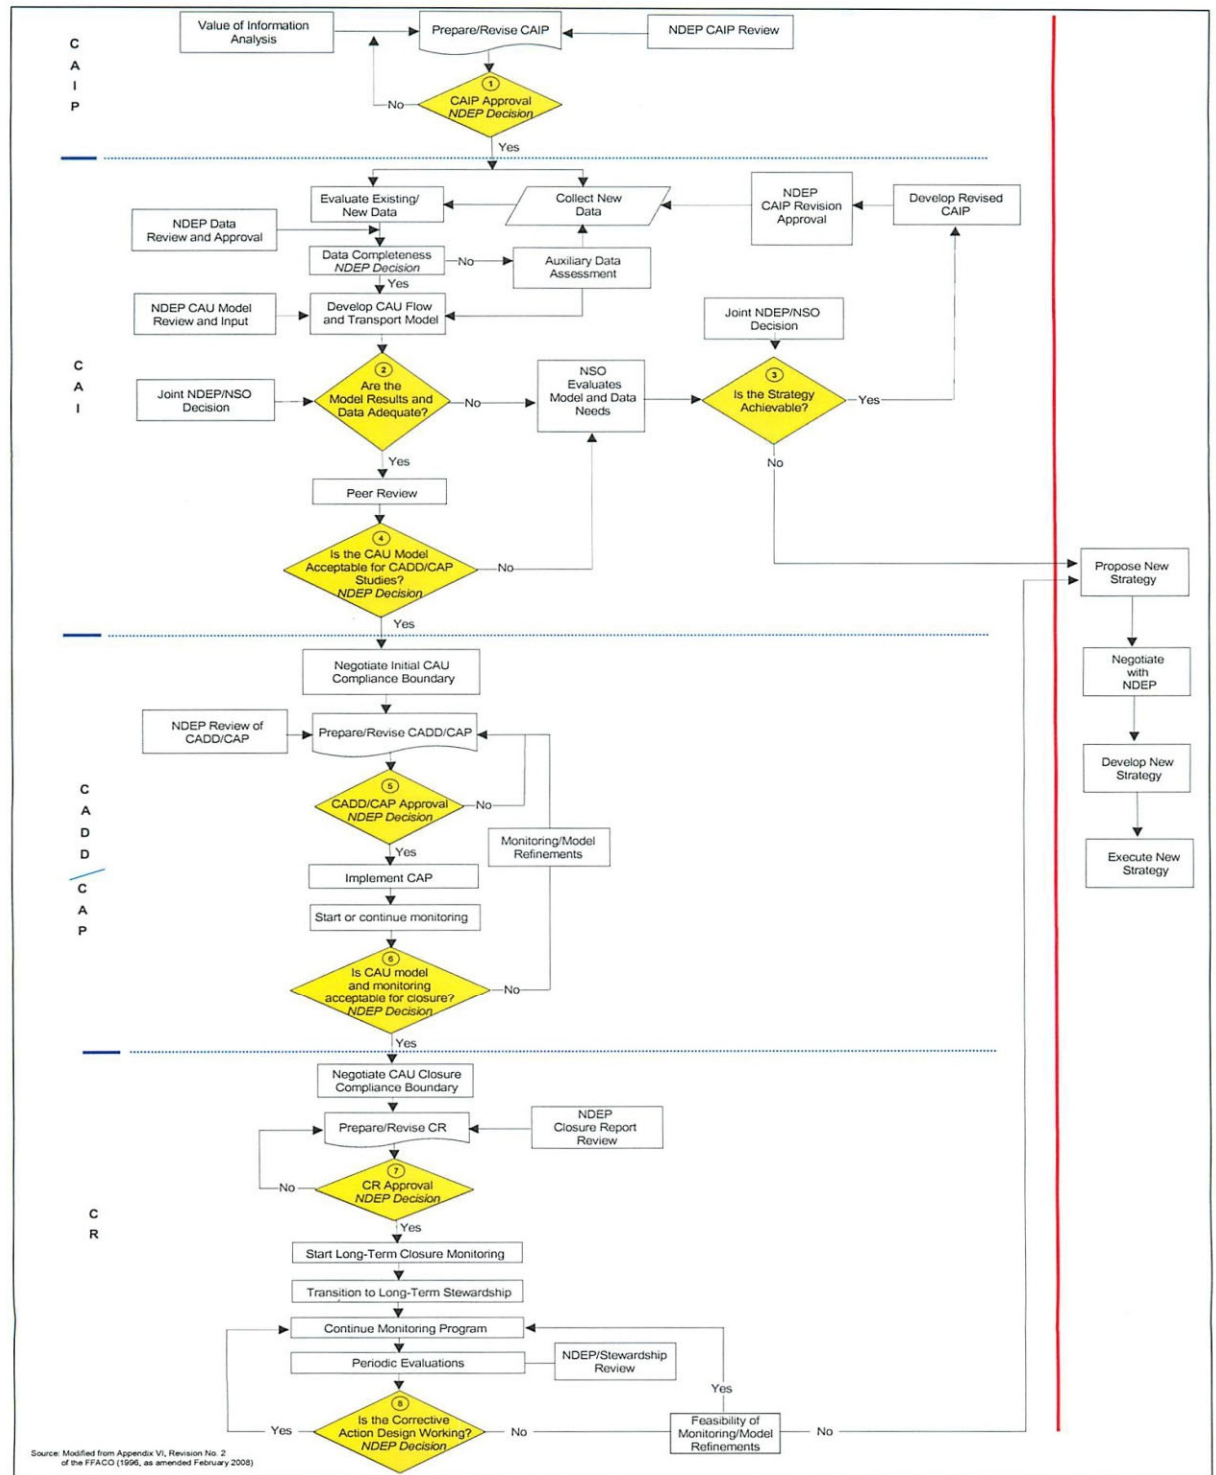 C
A
I
P
Value of Information
Analysis
Prepare/Revise CAIP
NDEP CAIP Review
1
CAIP Approval
NDEP Decision
No
Yes
C
A
I
Evaluate Existing/
New Data
Collect New
Data
NDEP
CAIP Revision
Approval
Develop Revised
CAIP
NDEP Data
Review and Approval
Data Completeness
NDEP Decision
No
Auxiliary Data
Assessment
Yes
NDEP CAU Model
Review and Input
Develop CAU Flow
and Transport Model
Joint NDEP/NSO
Decision
Joint NDEP/NSO
Decision
2
Are the
Model Results and
Data Adequate?
No
NSO
Evaluates
Model and Data
Needs
3
Is the Strategy
Achievable?
Yes
No
Yes
Peer Review
4
Is the CAU Model
Acceptable for CADD/CAP
Studies?
NDEP Decision
No
Yes
Propose New
Strategy
Negotiate
with
NDEP
Develop New
Strategy
Execute New
Strategy
C
A
D
D
/
C
A
P
Negotiate Initial CAU
Compliance Boundary
NDEP Review of
CADD/CAP
Prepare/Revise CADD/CAP
5
CADD/CAP Approval
NDEP Decision
No
Yes
Monitoring/Model
Refinements
Implement CAP
Start or continue monitoring
6
Is CAU model
and monitoring
acceptable for closure?
NDEP Decision
No
Yes
C
R
Negotiate CAU Closure
Compliance Boundary
Prepare/Revise CR
NDEP
Closure Report
Review
7
CR Approval
NDEP Decision
No
Yes
Start Long-Term Closure Monitoring
Transition to Long-Term Stewardship
Continue Monitoring Program
Periodic Evaluations
NDEP/Stewardship
Review
8
Is the Corrective
Action Design Working?
NDEP Decision
Yes
No
Feasibility of
Monitoring/Model
Refinements
Yes
No
Source: Modified from Appendix VI, Revision No. 2
of the FFACO (1996, as amended February 2008)